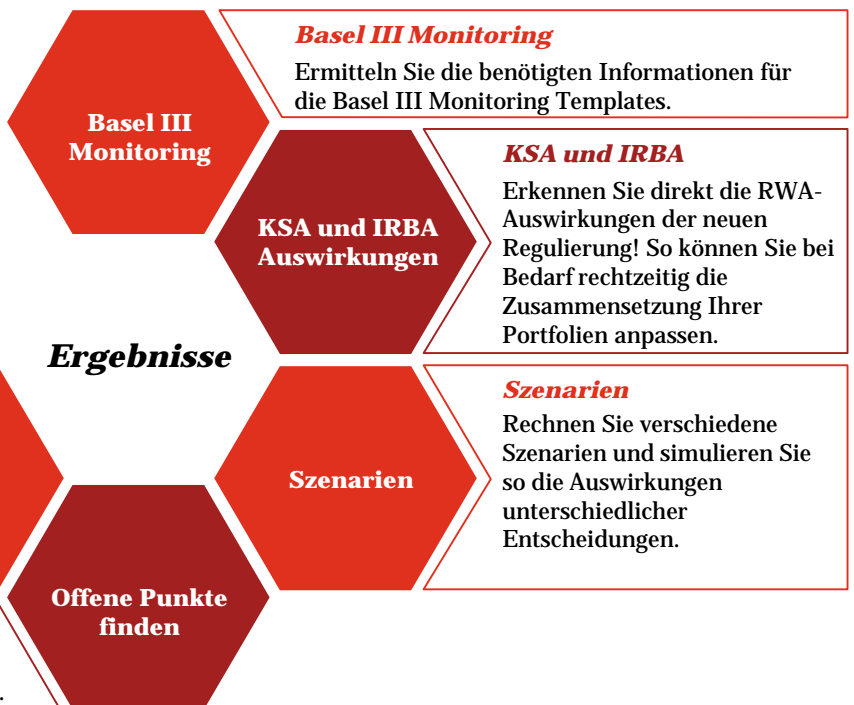 Basel III
Monitoring
Basel III Monitoring
Ermitteln Sie die benötigten Informationen für
die Basel III Monitoring Templates.
KSA und IRBA
Auswirkungen
KSA und IRBA
Erkennen Sie direkt die RWA-
Auswirkungen der neuen
Regulierung! So können Sie bei
Bedarf rechtzeitig die
Zusammensetzung Ihrer
Portfolien anpassen.
Ergebnisse
Szenarien
Szenarien
Rechnen Sie verschiedene
Szenarien und simulieren Sie
so die Auswirkungen
unterschiedlicher
Entscheidungen.
Offene Punkte
finden
.